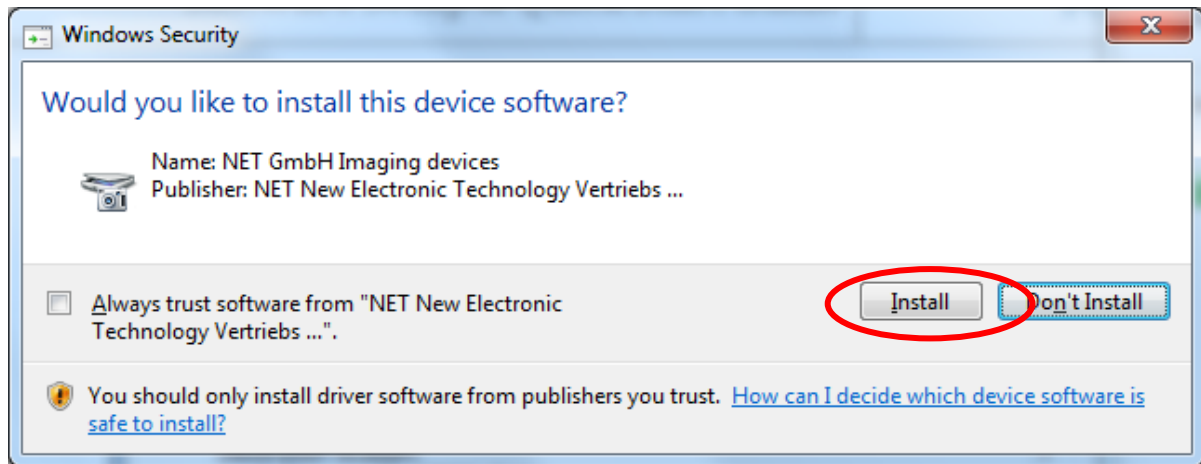 Windows Security
Would you like to install this device software?
Name: NET GmbH Imaging devices
Publisher: NET New Electronic Technology Vertriebs ...
Always trust software from "NET New Electronic
Technology Vertriebs ...".
Install
Don't Install
You should only install driver software from publishers you trust. How can I decide which device software is
safe to install?